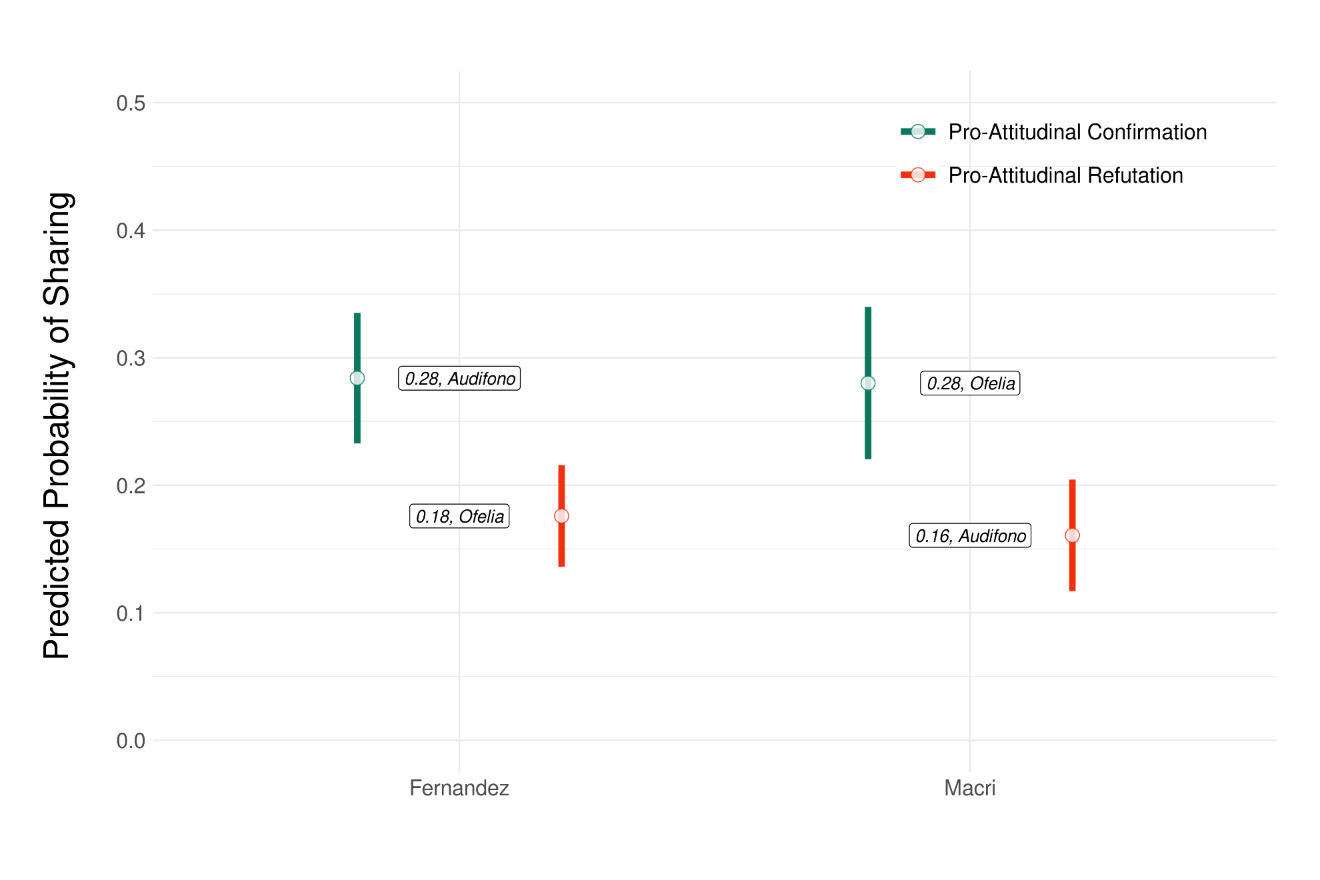 Predicted Probability of Sharing
0.5
0.4
0.3
0.2
0.1
0.0
Pro-Attitudinal Confirmation
Pro-Attitudinal Refutation
0.28, Audifono
0.28, Ofelia
0.18, Ofelia
0.16, Audifono
Fernandez
Macri